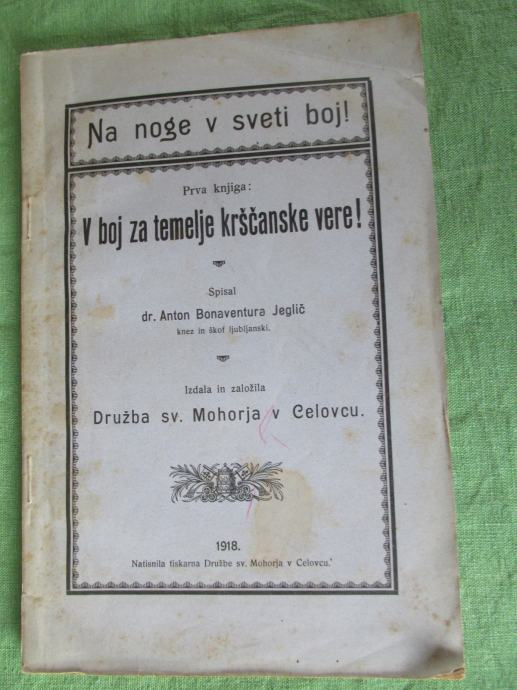 Na noge v sveti boj!
Prva knjiga:
V boj za temelje krščanske vere!
Spisal
dr. Anton Bonaventura Jeglič
knez in škof ljubljanski.
Izdala in založila
Družba sv. Mohorja v Celovcu.
1918.
Natisnila tiskarna Družbe sv. Mohorja v Celovcu.